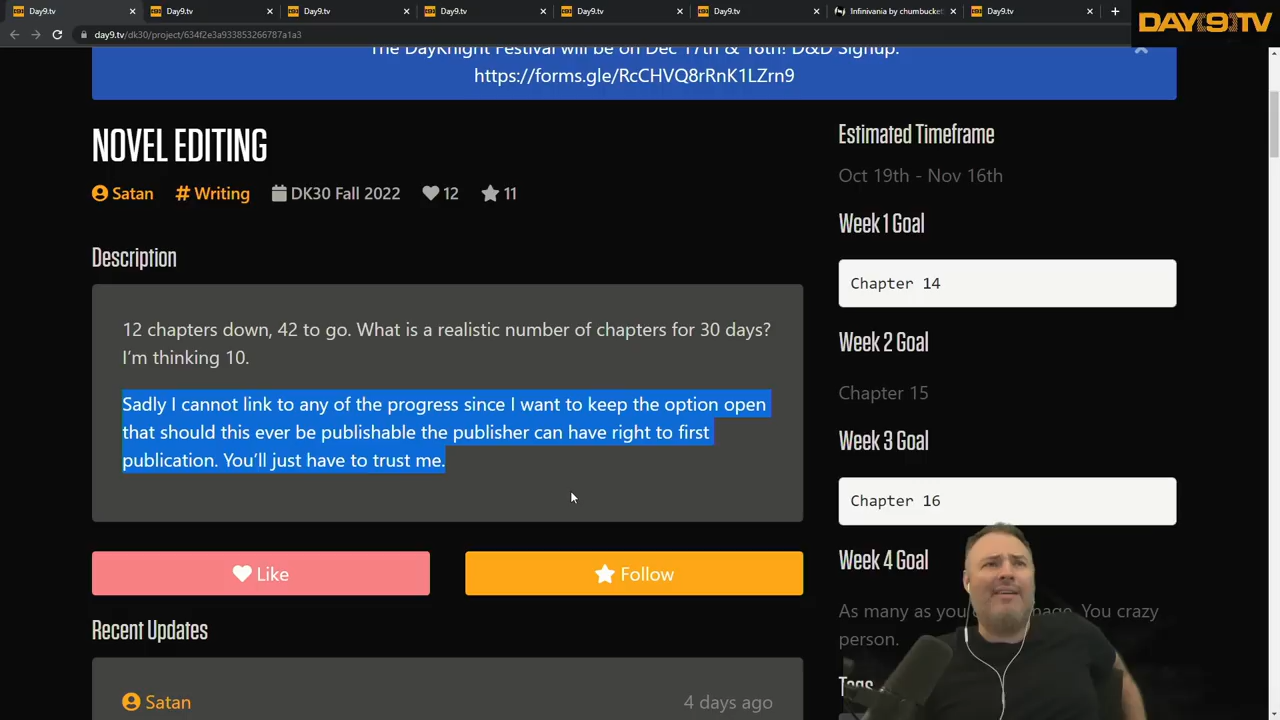 Day9.tv
Day9.tv
Day9.tv
Day9.tv
Day9.tv
Day9.tv
Infinivania by chumbucket
Day9.tv
DAY[9]TV
day9.tv/dk30/project/634f2e3a933853266787a1a3
The DayKnight Festival will be on Dec 17th & 18th! D&D Signup:
https://forms.gle/RcCHVQ8rRnK1LZrn9
NOVEL EDITING
Satan
Writing
DK30 Fall 2022
12
11
Description
12 chapters down, 42 to go. What is a realistic number of chapters for 30 days?
I'm thinking 10.
Sadly I cannot link to any of the progress since I want to keep the option open
that should this ever be publishable the publisher can have right to first
publication. You'll just have to trust me.
Like
Follow
Recent Updates
Satan
4 days ago
Estimated Timeframe
Oct 19th - Nov 16th
Week 1 Goal
Chapter 14
Week 2 Goal
Chapter 15
Week 3 Goal
Chapter 16
Week 4 Goal
As many as you
You crazy
person.
Tags